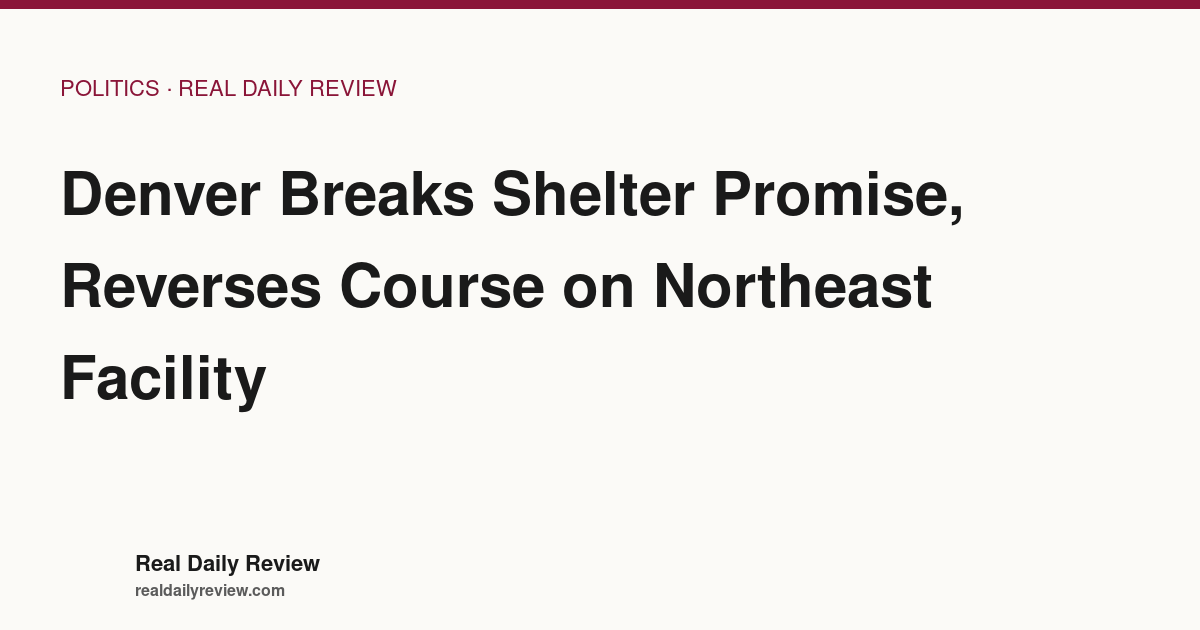 POLITICS · REAL DAILY REVIEW
Denver Breaks Shelter Promise,
Reverses Course on Northeast
Facility
Real Daily Review
realdailyreview.com